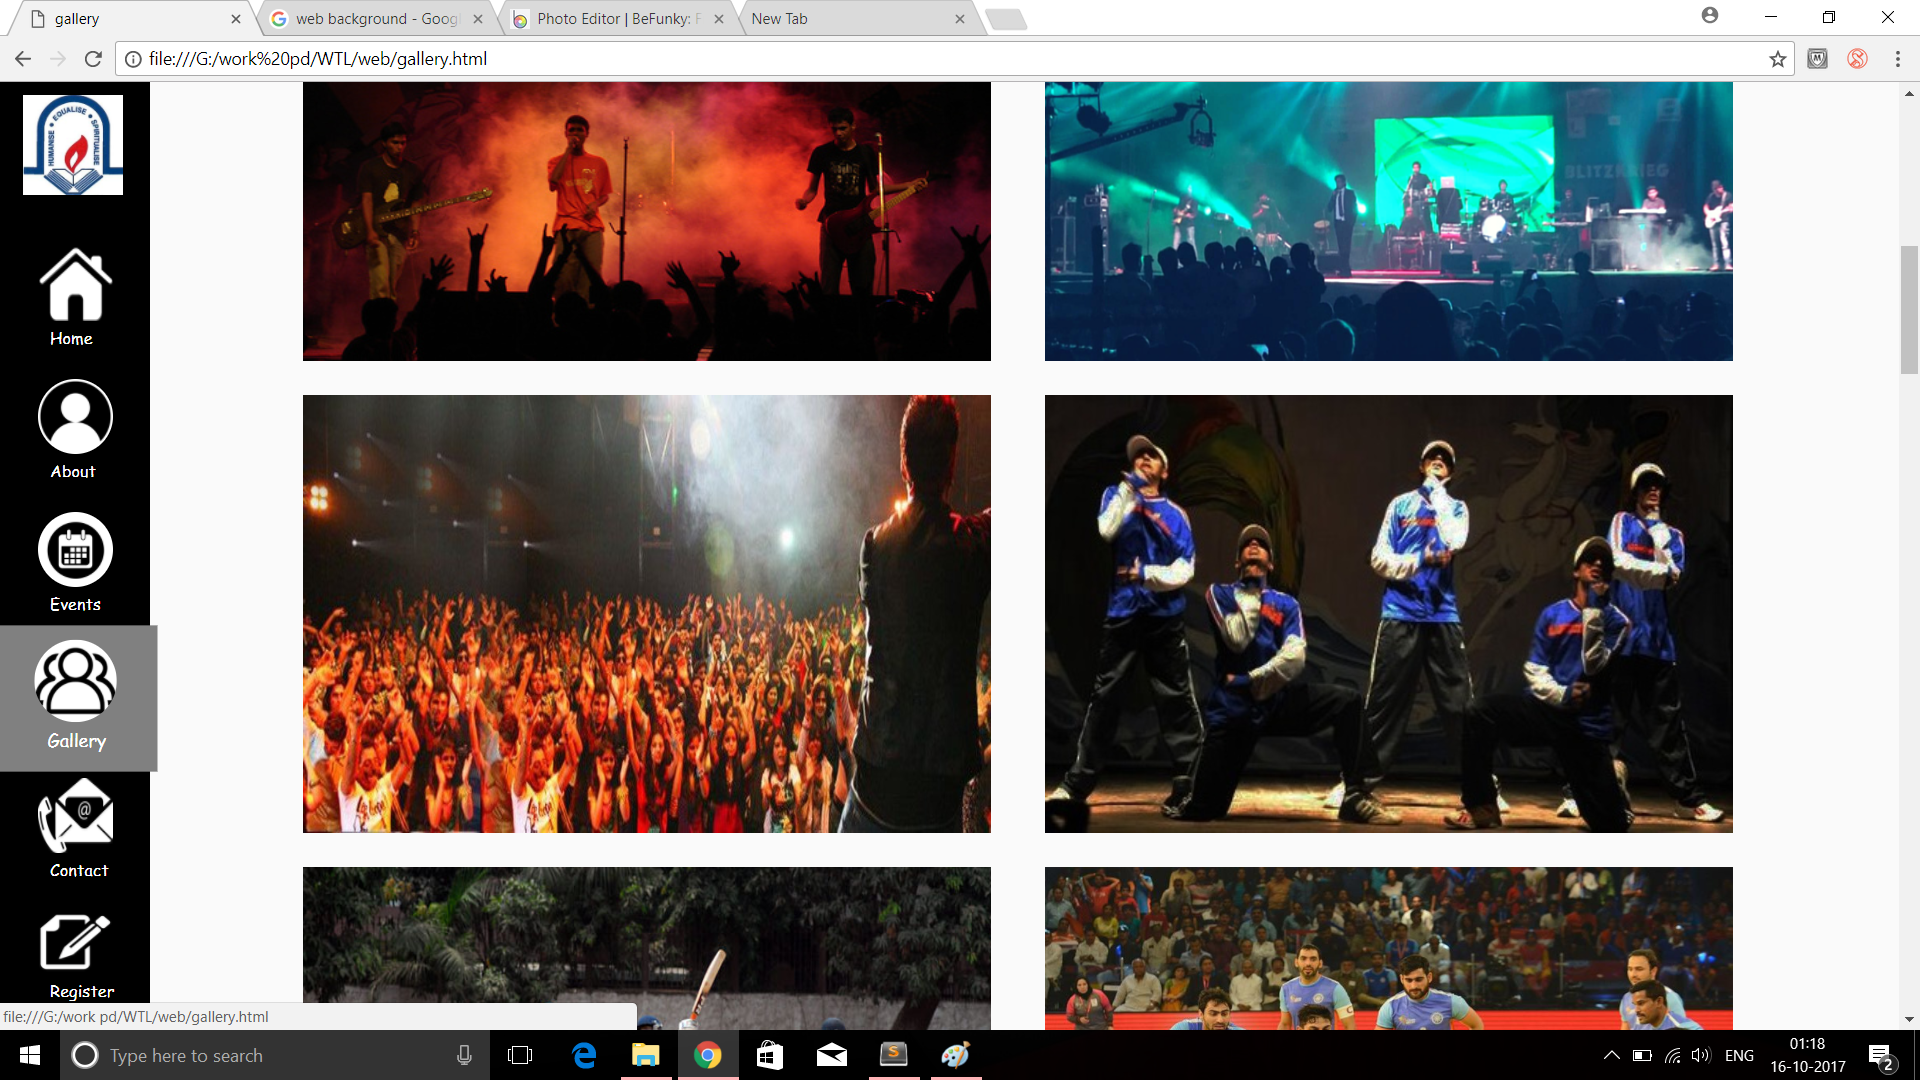 gallery
web background - Goog
Photo Editor | BeFunky: F
New Tab
file:///G:/work%20pd/WTL/web/gallery.html
HUMANISE • EQUALISE • SPIRITUALISE
BLITZKRIEG
Home
About
Events
Gallery
@
Contact
Register
file:///G:/work pd/WTL/web/gallery.html
Type here to search
S
ENG
01:18
16-10-2017
2